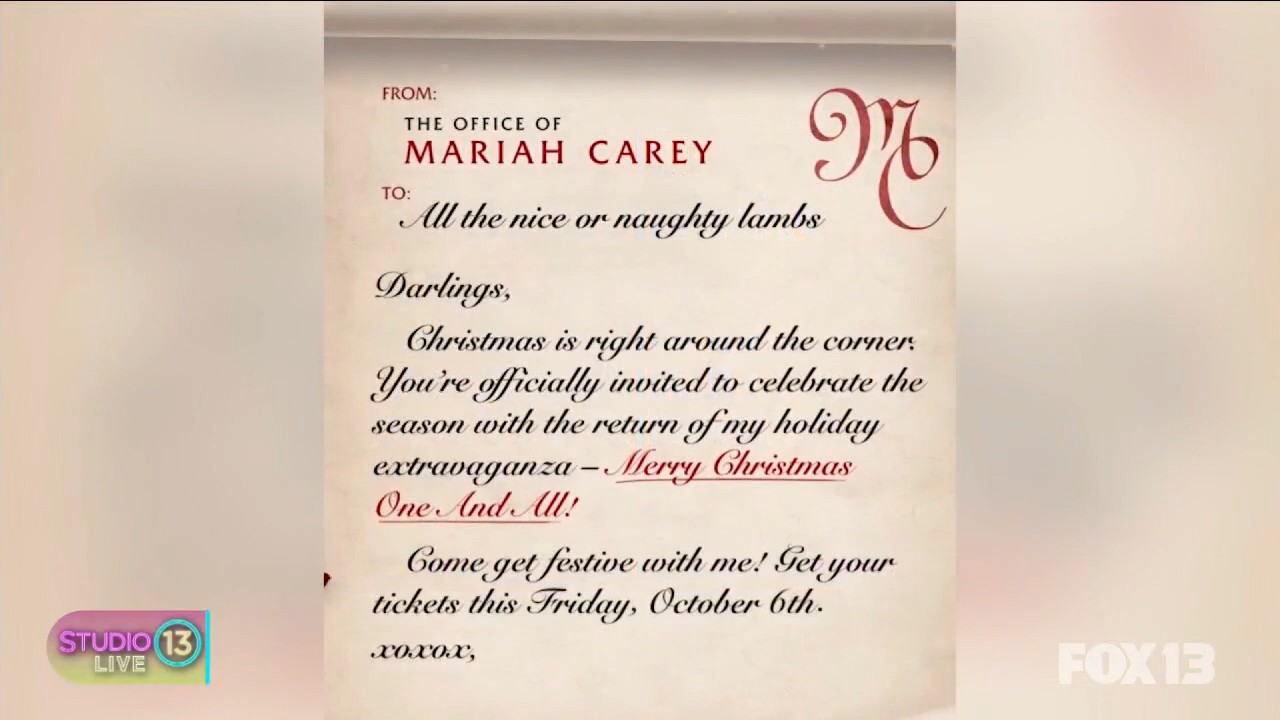 FROM:
THE OFFICE OF
MARIAH CAREY
MC
TO:
All the nice or naughty lambs
Darlings,
Christmas is right around the corner.
You're officially invited to celebrate the
season with the return of my holiday
extravaganza – Merry Christmas
One And All!
Come get festive with me! Get your
tickets this Friday, October 6th.
xoxox,
STUDIO 13
LIVE
FOX13